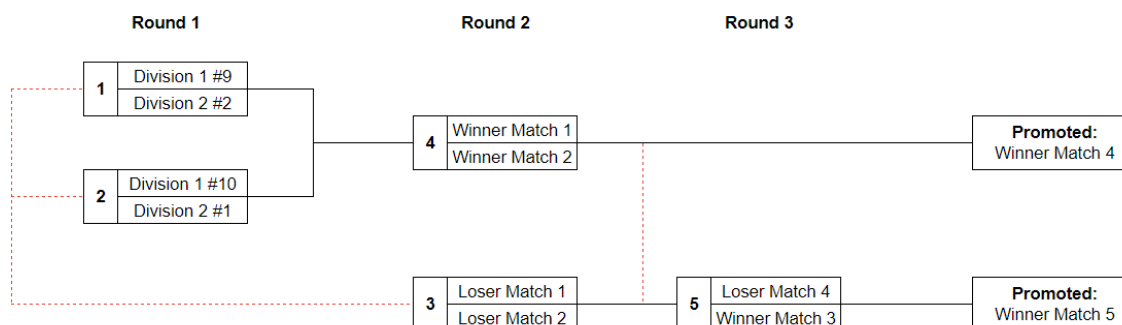 Round 1
Round 2
Round 3
1
Division 1 #9
Division 2 #2
4
Winner Match 1
Winner Match 2
Promoted:
Winner Match 4
2
Division 1 #10
Division 2 #1
3
Loser Match 1
Loser Match 2
5
Loser Match 4
Winner Match 3
Promoted:
Winner Match 5